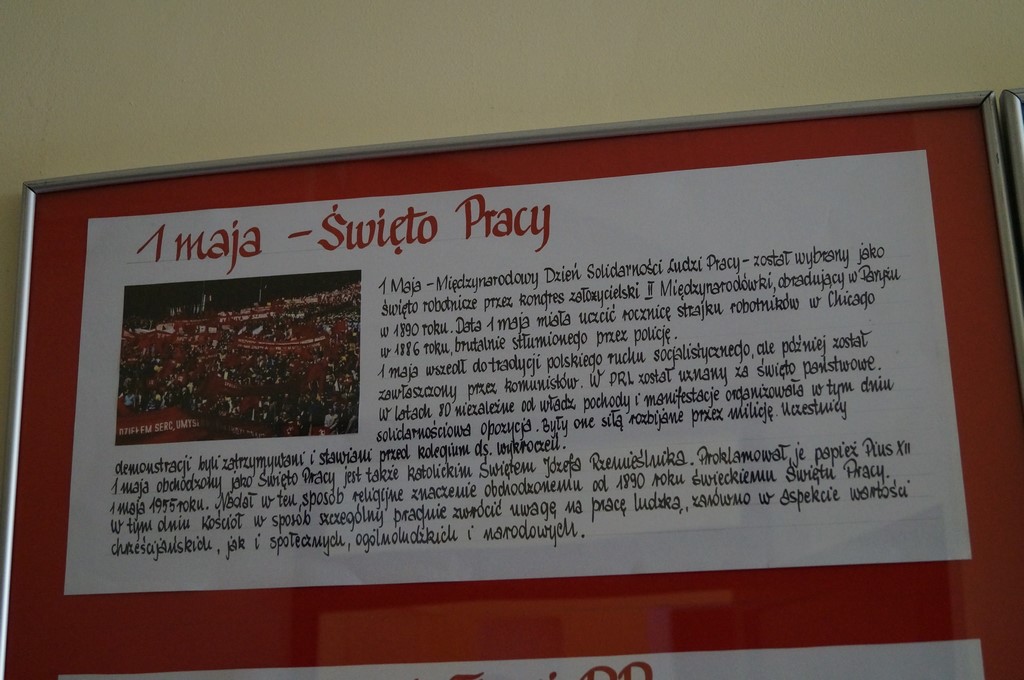 1 maja – Święto Pracy
1 Maja – Międzynarodowy Dzień Solidarności Ludzi Pracy – został wybrany jako
święto robotnicze przez kongres założycielski II Międzynarodówki, obradujący w Paryżu
w 1890 roku. Data 1 maja miała uczcić rocznicę strajku robotników w Chicago
w 1886 roku, brutalnie stłumionego przez policję.
1 maja wszedł do tradycji polskiego ruchu socjalistycznego, ale później został
zawłaszczony przez komunistów. W PRL został uznany za święto państwowe.
W latach 80 niezależne od władz pochody i manifestacje organizowała w tym dniu
solidarnościowa opozycja. Były one siłą rozbijane przez milicję. Uczestnicy
demonstracji byli zatrzymywani i stawiani przed kolegium ds. wykroczeń.
1 maja obchodzony jako Święto Pracy jest także katolickim Świętem Józefa Rzemieślnika. Proklamował je papież Pius XII
1 maja 1955 roku. Nadał w ten sposób religijne znaczenie obchodzonemu od 1890 roku świeckiemu Świętu Pracy.
W tym dniu Kościół w sposób szczególny pragnie zwrócić uwagę na pracę ludzką, zarówno w aspekcie wartości
chrześcijańskich, jak i społecznych, ogólnoludzkich i narodowych.
DZIEŁEM SERC, UMYS